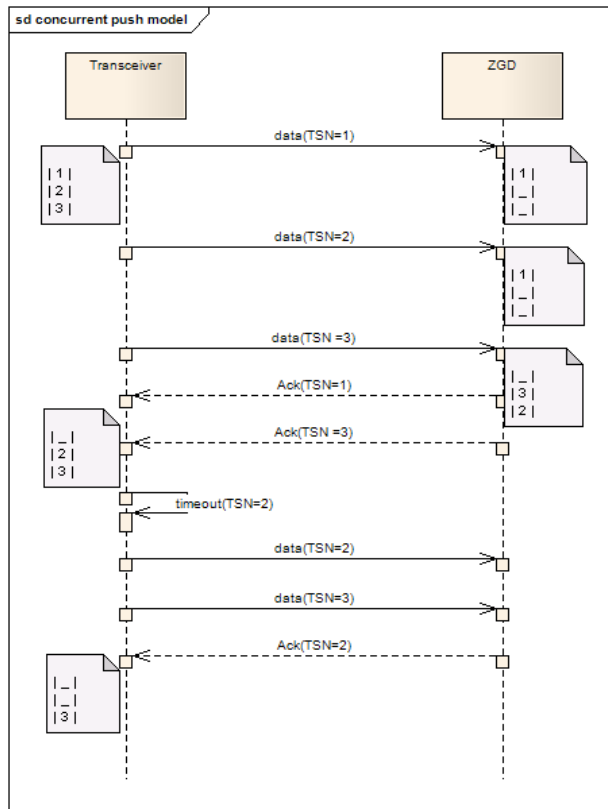 sd concurrent push model
Transceiver
ZGD
data(TSN=1)
| 1 |
| 2 |
| 3 |
| 1 |
| _ |
| _ |
data(TSN=2)
| 1 |
| _ |
| _ |
data(TSN =3)
| _ |
| 3 |
| 2 |
Ack(TSN=1)
Ack(TSN =3)
| _ |
| 2 |
| 3 |
timeout(TSN=2)
data(TSN=2)
data(TSN=3)
Ack(TSN=2)
| _ |
| _ |
| 3 |